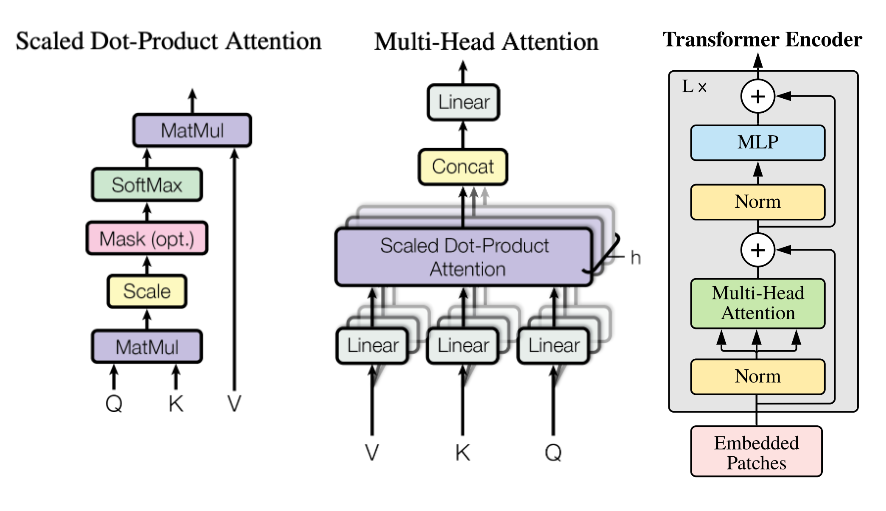 Scaled Dot-Product Attention
MatMul
SoftMax
Mask (opt.)
Scale
MatMul
Q K V
Multi-Head Attention
Linear
Concat
Scaled Dot-Product
Attention
h
Linear Linear Linear
V K Q
Transformer Encoder
L x
+
MLP
Norm
+
Multi-Head
Attention
Norm
Embedded
Patches